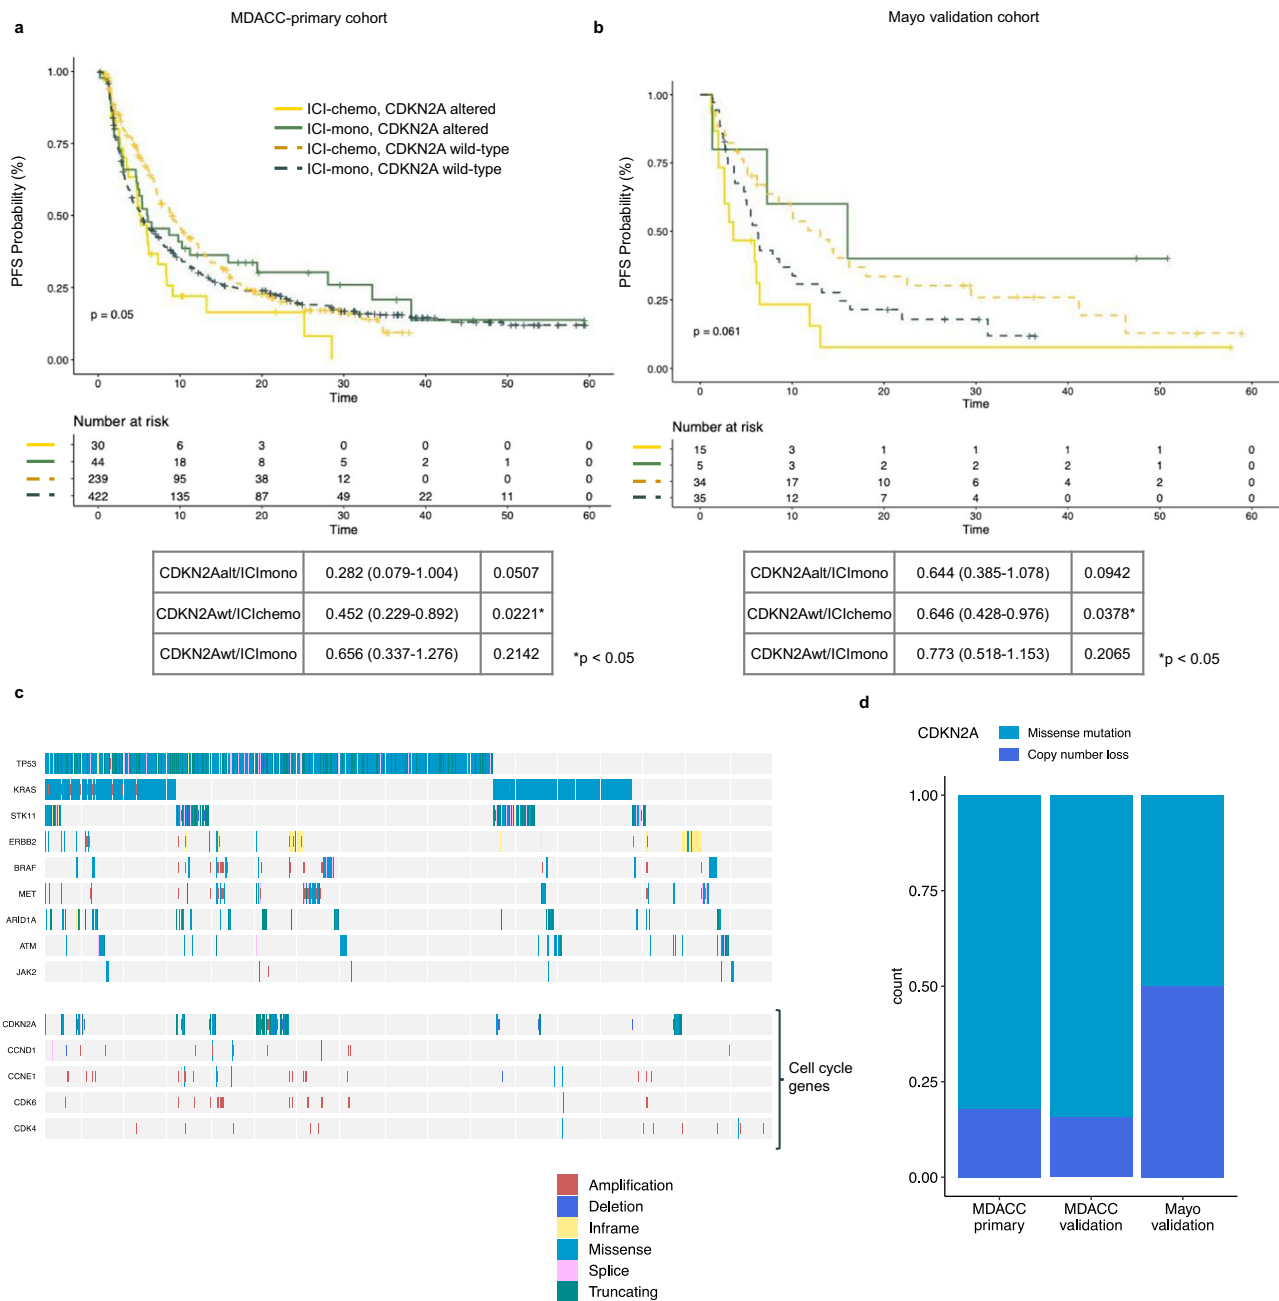 MDACC-primary cohort
Mayo validation cohort
a
b
PFS Probability (%)
1.00
0.75
0.50
0.25
0.00
ICI-chemo, CDKN2A altered
ICI-mono, CDKN2A altered
ICI-chemo, CDKN2A wild-type
ICI-mono, CDKN2A wild-type
p = 0.05
0 10 20 30 40 50 60
Time
PFS Probability (%)
1.00
0.75
0.50
0.25
0.00
p = 0.061
0 10 20 30 40 50 60
Time
Number at risk
30 6 3 0 0 0 0
44 18 8 5 2 1 0
239 95 38 12 0 0 0
422 135 87 49 22 11 0
0 10 20 30 40 50 60
Time
Number at risk
15 3 1 1 1 1 0
5 3 2 2 2 1 0
34 17 10 6 4 2 0
35 12 7 4 0 0 0
0 10 20 30 40 50 60
Time
CDKN2Aalt/ICImono 0.282 (0.079-1.004) 0.0507
CDKN2Awt/ICIchemo 0.452 (0.229-0.892) 0.0221*
CDKN2Awt/ICImono 0.656 (0.337-1.276) 0.2142
*p < 0.05
CDKN2Aalt/ICImono 0.644 (0.385-1.078) 0.0942
CDKN2Awt/ICIchemo 0.646 (0.428-0.976) 0.0378*
CDKN2Awt/ICImono 0.773 (0.518-1.153) 0.2065
*p < 0.05
c
TP53
KRAS
STK11
ERBB2
BRAF
MET
ARID1A
ATM
JAK2
CDKN2A
CCND1
CCNE1
CDK6
CDK4
Cell cycle
genes
Amplification
Deletion
Inframe
Missense
Splice
Truncating
d
CDKN2A
Missense mutation
Copy number loss
count
1.00
0.75
0.50
0.25
0.00
MDACC
primary
MDACC
validation
Mayo
validation